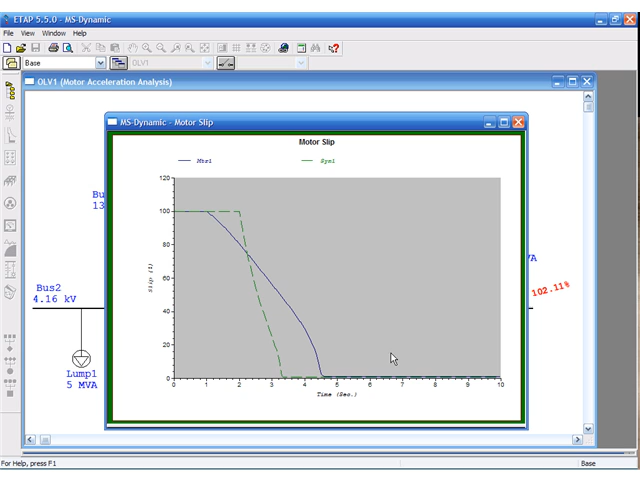 ETAP 5.5.0 - MS-Dynamic
File View Window Help
Base OLV1
OLV1 (Motor Acceleration Analysis)
MS-Dynamic - Motor Slip
Motor Slip
Mtr1 Syn1
120
100
80
60
40
20
0
Slip (%)
0 1 2 3 4 5 6 7 8 9 10
Time (Sec.)
Bu
13
VA
102.11%
Bus2
4.16 kV
Lump1
5 MVA
For Help, press F1
Base